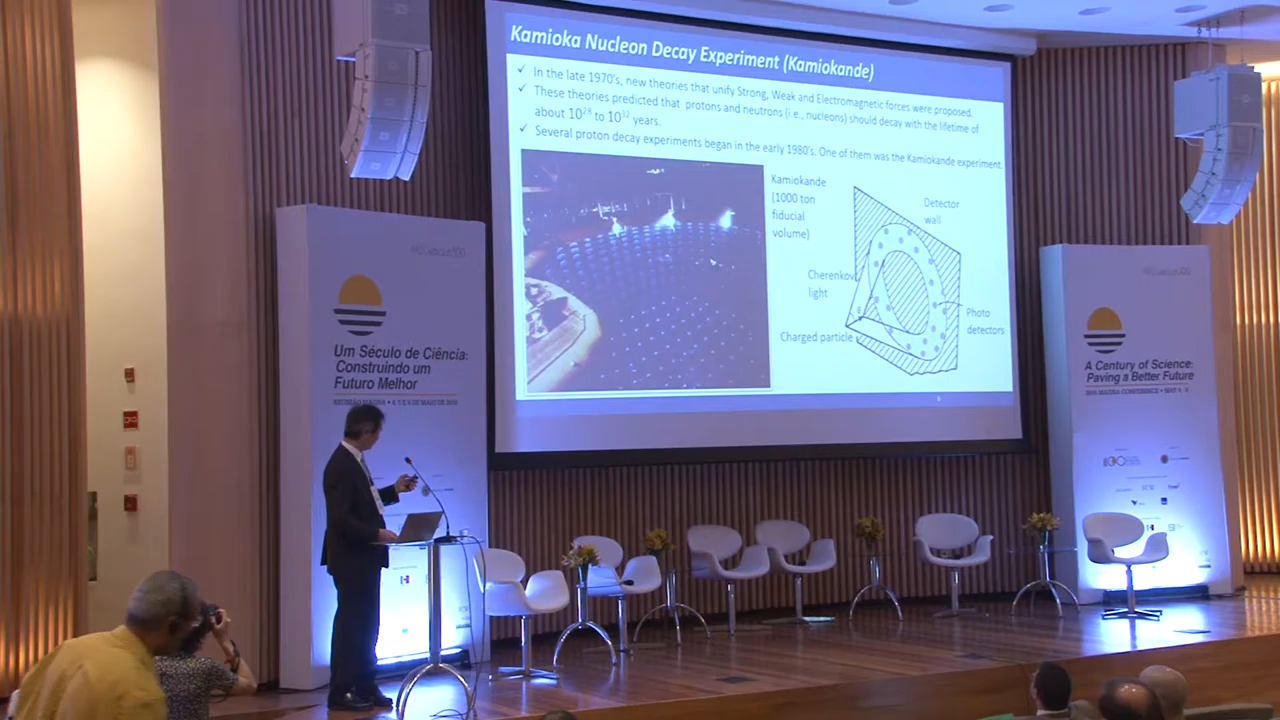 Kamioka Nucleon Decay Experiment (Kamiokande)
✓ In the late 1970's, new theories that unify Strong, Weak and Electromagnetic forces were proposed.
✓ These theories predicted that protons and neutrons (i.e., nucleons) should decay with the lifetime of
about 10²⁸ to 10³² years.
✓ Several proton decay experiments began in the early 1980's. One of them was the Kamiokande experiment.
Kamiokande
(1000 ton
fiducial
volume)
Detector
wall
Cherenkov
light
Photo
detectors
Charged particle
Um Século de Ciência:
Construindo um
Futuro Melhor
A Century of Science:
Paving a Better Future